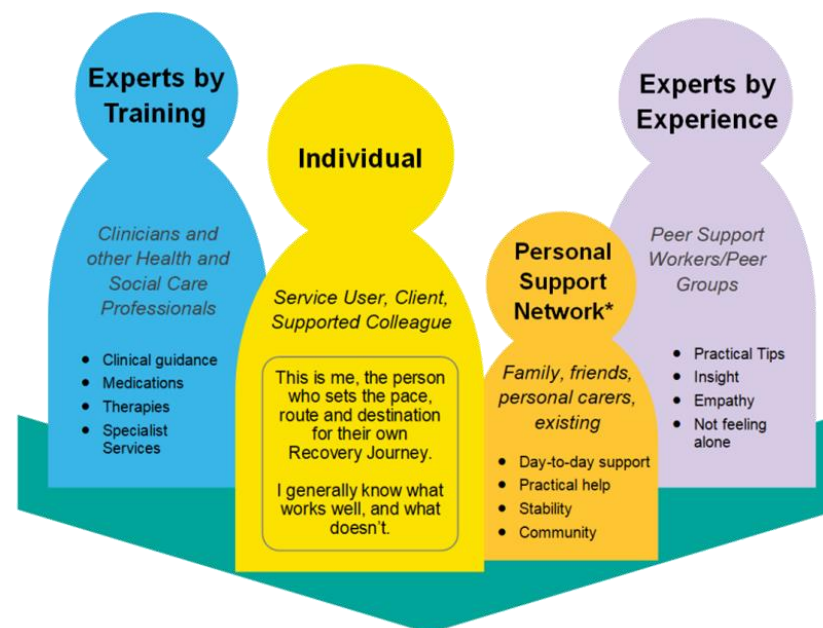 Experts by
Training
Clinicians and
other Health and
Social Care
Professionals
• Clinical guidance
• Medications
• Therapies
• Specialist
Services
Individual
Service User, Client,
Supported Colleague
This is me, the person
who sets the pace,
route and destination
for their own
Recovery Journey.
I generally know what
works well, and what
doesn't.
Personal
Support
Network*
Family, friends,
personal carers,
existing
• Day-to-day support
• Practical help
• Stability
• Community
Experts by
Experience
Peer Support
Workers/Peer
Groups
• Practical Tips
• Insight
• Empathy
• Not feeling
alone